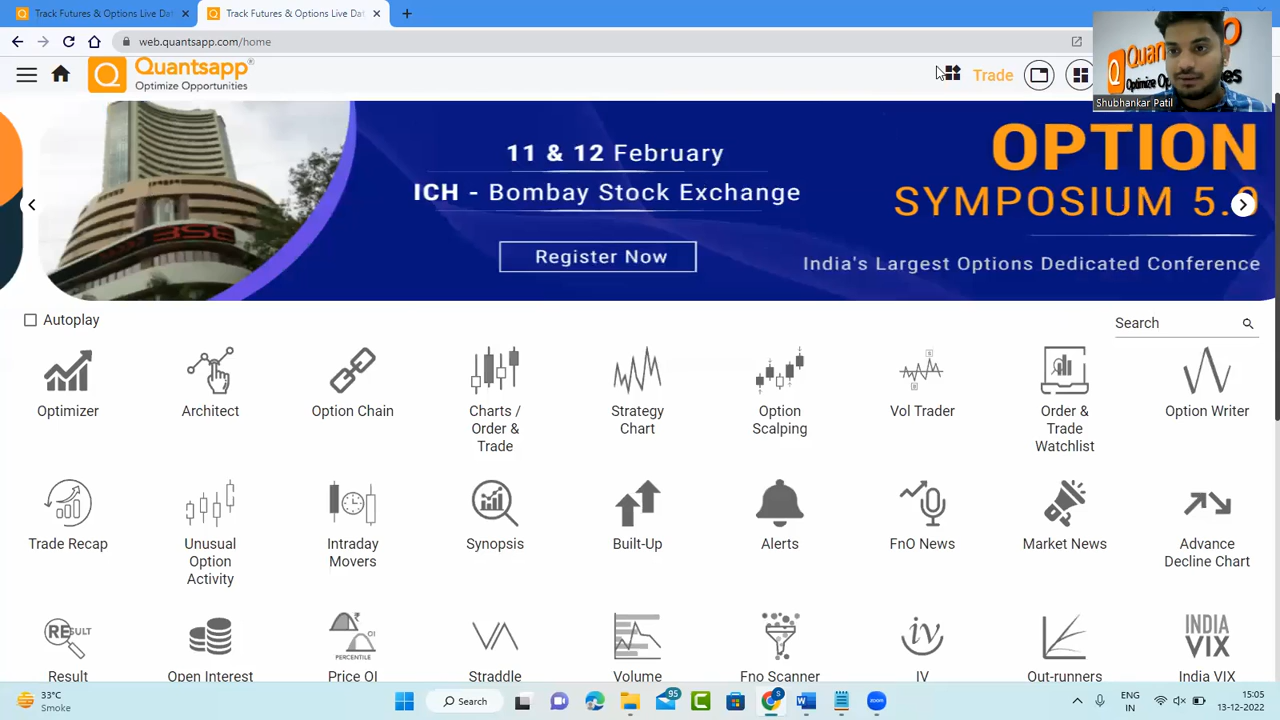 Track Futures & Options Live Dat
Track Futures & Options Live Dat
web.quantsapp.com/home
Quantsapp
Optimize Opportunities
Trade
Shubhankar Patil
11 & 12 February
ICH - Bombay Stock Exchange
Register Now
OPTION
SYMPOSIUM 5.0
India's Largest Options Dedicated Conference
BSE
Autoplay
Search
Optimizer
Architect
Option Chain
Charts /
Order &
Trade
Strategy
Chart
Option
Scalping
Vol Trader
Order &
Trade
Watchlist
Option Writer
Trade Recap
Unusual
Option
Activity
Intraday
Movers
Synopsis
Built-Up
Alerts
FnO News
Market News
Advance
Decline Chart
RESULT
Result
Open Interest
OI
PERCENTILE
Price OI
Straddle
Volume
Fno Scanner
iv
IV
Out-runners
INDIA
VIX
India VIX
33°C
Smoke
Search
95
S
ENG
IN
15:05
13-12-2022